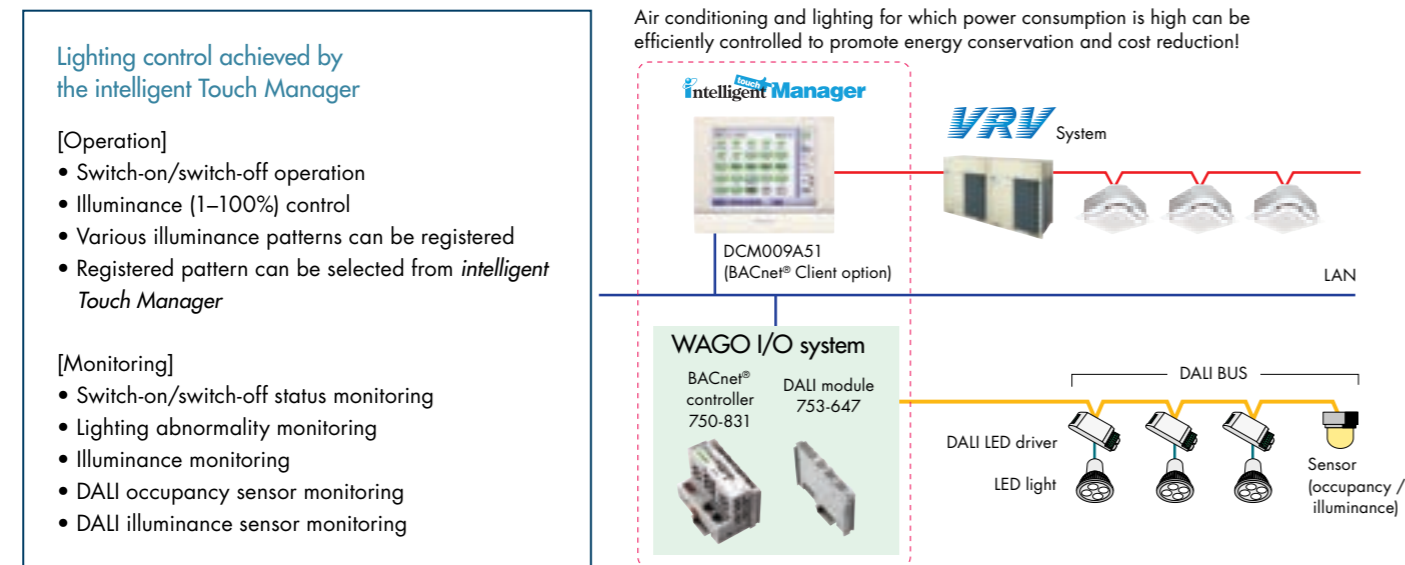 Lighting control achieved by
the intelligent Touch Manager
[Operation]
• Switch-on/switch-off operation
• Illuminance (1–100%) control
• Various illuminance patterns can be registered
• Registered pattern can be selected from intelligent
Touch Manager
[Monitoring]
• Switch-on/switch-off status monitoring
• Lighting abnormality monitoring
• Illuminance monitoring
• DALI occupancy sensor monitoring
• DALI illuminance sensor monitoring
Air conditioning and lighting for which power consumption is high can be
efficiently controlled to promote energy conservation and cost reduction!
intelligent touch Manager
VRV System
DCM009A51
(BACnet® Client option)
LAN
WAGO I/O system
BACnet®
controller
750-831
DALI module
753-647
DALI BUS
DALI LED driver
LED light
Sensor
(occupancy /
illuminance)